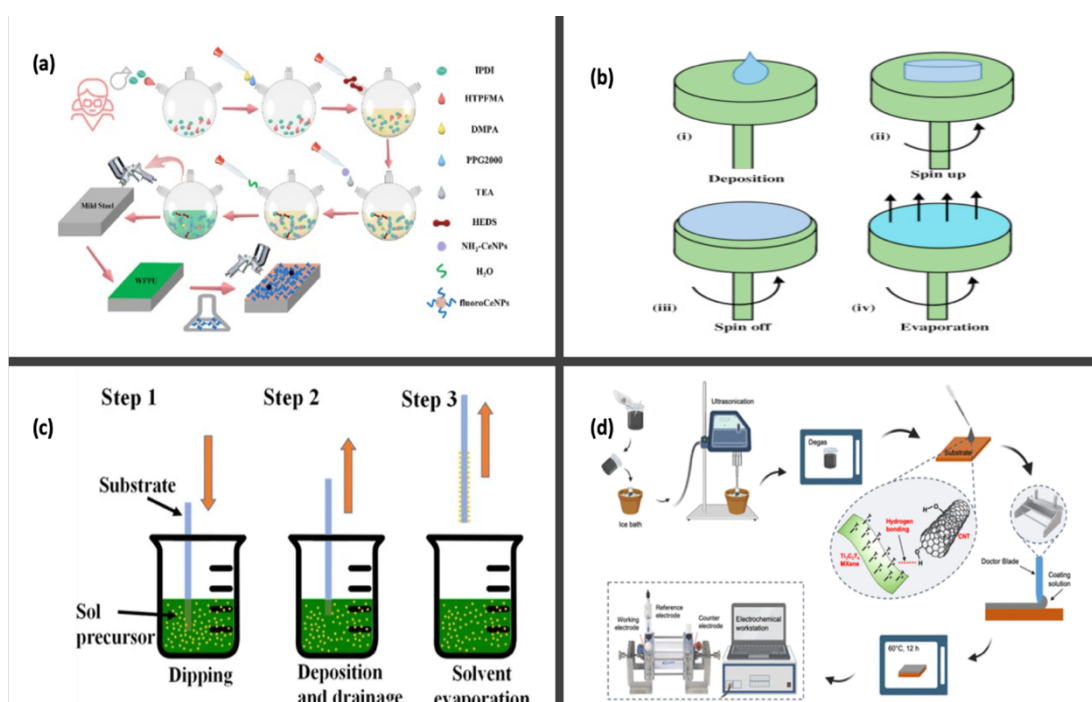 (a)
IPDI
HTPFMA
DMPA
PPG2000
TEA
HEDS
NH₂-CeNPs
H₂O
fluoroCeNPs
Mild Steel
WFPU
(b)
(i)
Deposition
(ii)
Spin up
(iii)
Spin off
(iv)
Evaporation
(c)
Step 1
Step 2
Step 3
Substrate
Sol
precursor
Dipping
Deposition
and drainage
Solvent
evaporation
(d)
Ultrasonication
Ice bath
Degas
Substrate
Hydrogen
bonding
H
O
CNT
Ti₃C₂Tₓ
MXane
O
H
Doctor Blade
Coating
solution
60°C, 12 h
Working
electrode
Reference
electrode
Counter
electrode
Electrochemical
workstation